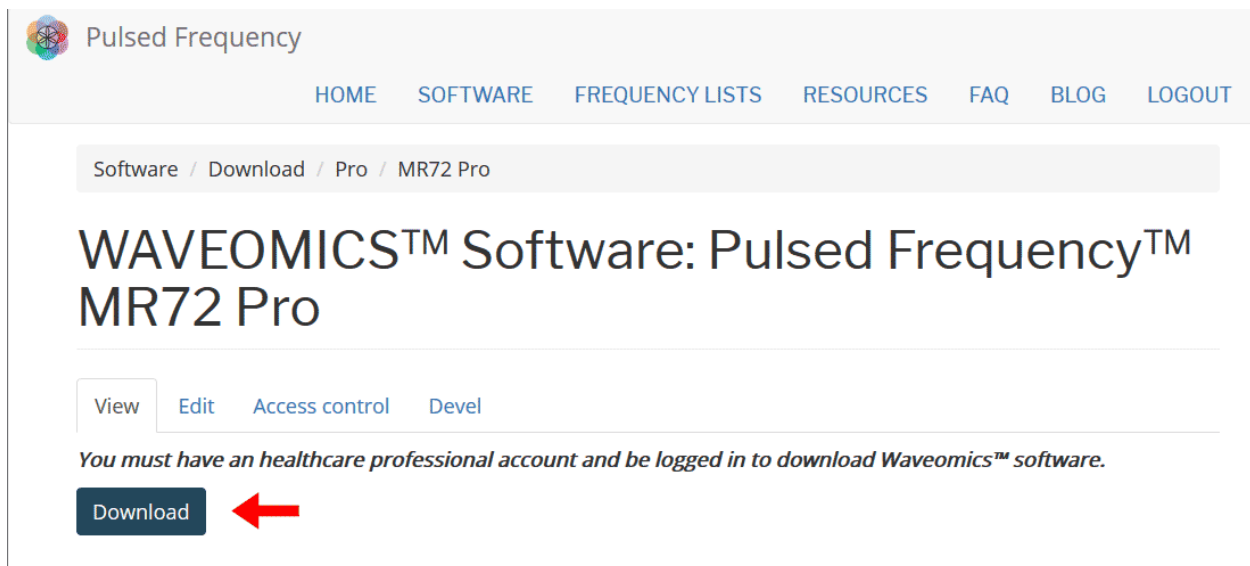 Pulsed Frequency
HOME SOFTWARE FREQUENCY LISTS RESOURCES FAQ BLOG LOGOUT
Software / Download / Pro / MR72 Pro
WAVEOMICS™ Software: Pulsed Frequency™
MR72 Pro
View Edit Access control Devel
You must have an healthcare professional account and be logged in to download Waveomics™ software.
Download